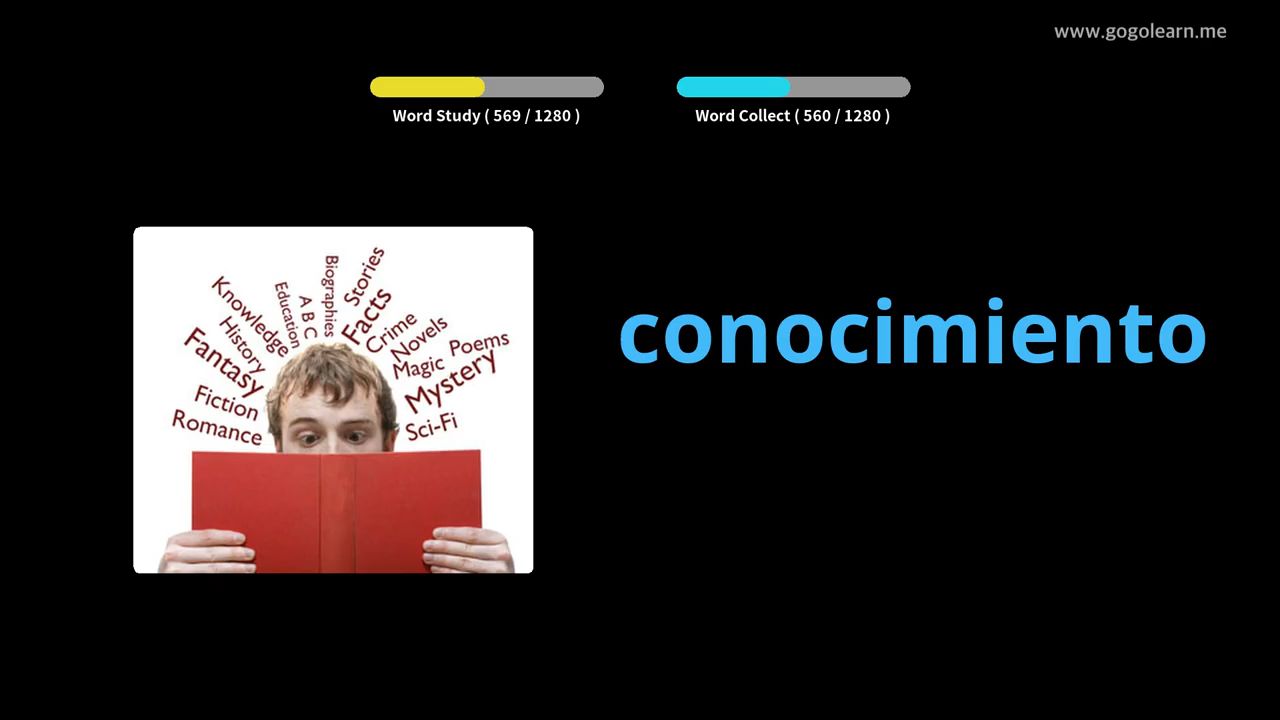 www.gogolearn.me
Word Study ( 569 / 1280 )
Word Collect ( 560 / 1280 )
conocimiento
Biographies
Stories
Education
A B C
Facts
Knowledge
History
Crime
Novels
Poems
Fantasy
Magic
Mystery
Fiction
Romance
Sci-Fi